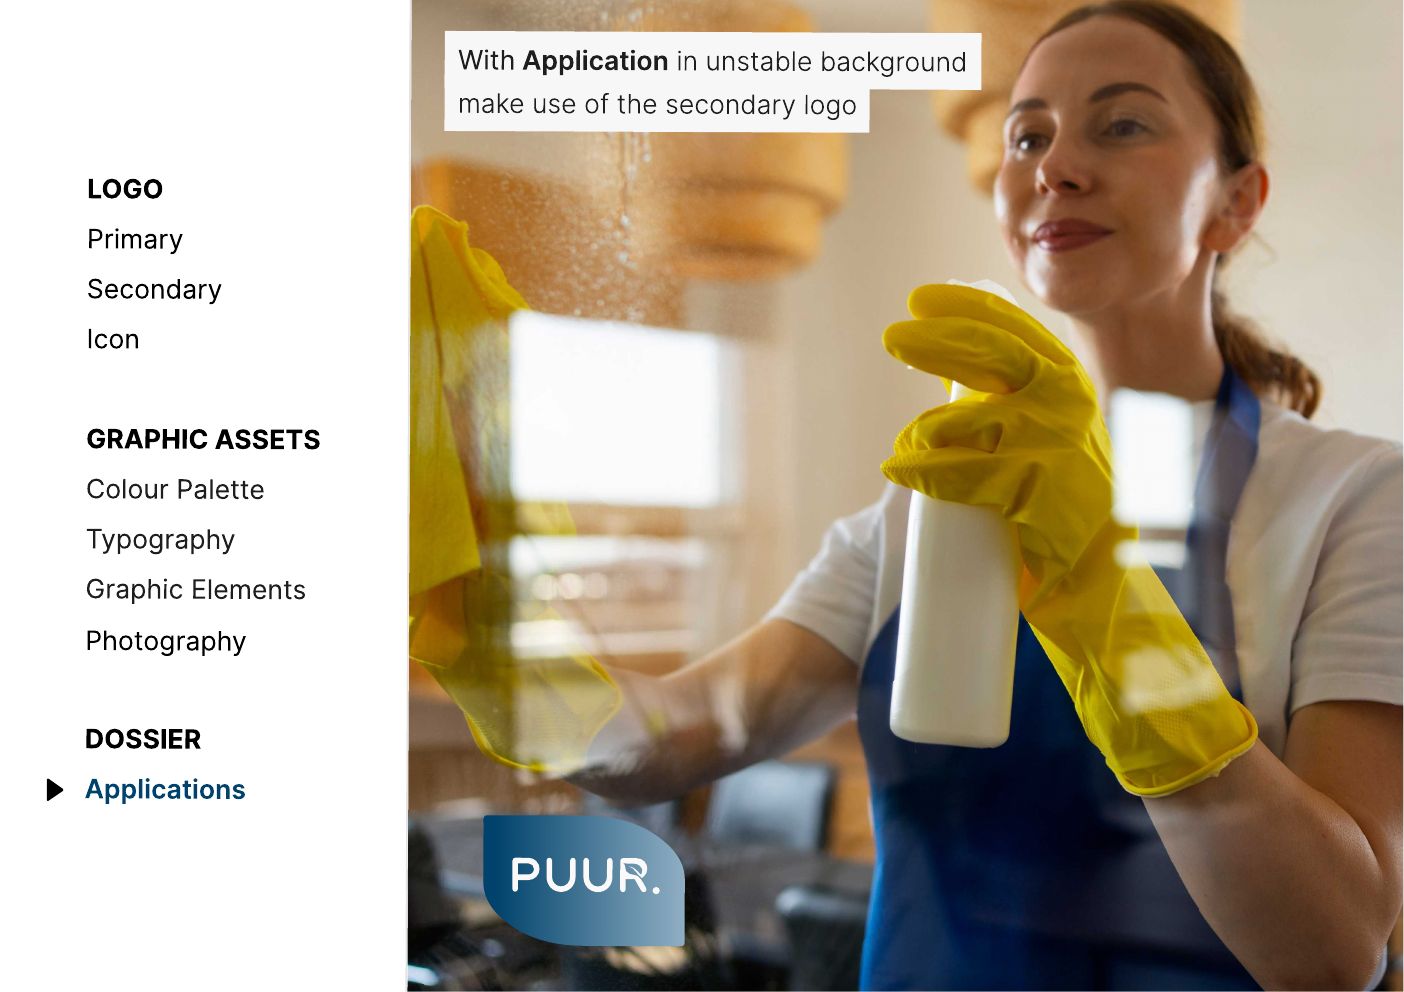 LOGO
Primary
Secondary
Icon
GRAPHIC ASSETS
Colour Palette
Typography
Graphic Elements
Photography
DOSSIER
Applications
With Application in unstable background
make use of the secondary logo
PUUR.